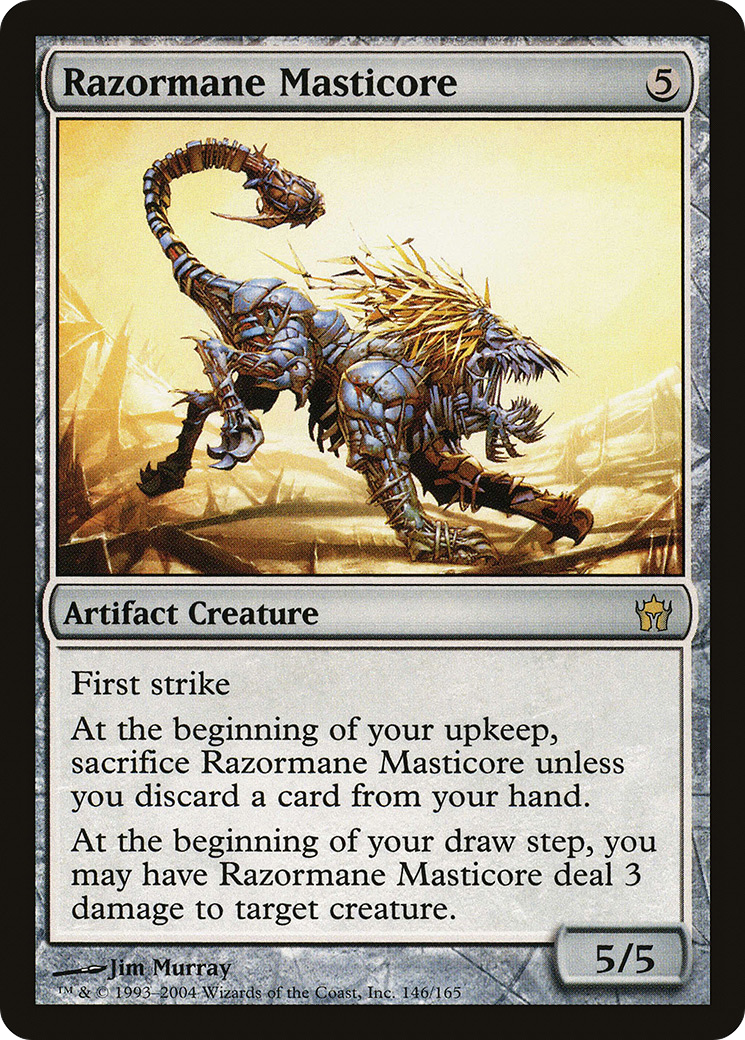 Razormane Masticore 5
Artifact Creature
First strike
At the beginning of your upkeep,
sacrifice Razormane Masticore unless
you discard a card from your hand.
At the beginning of your draw step, you
may have Razormane Masticore deal 3
damage to target creature.
5/5
Jim Murray
™ & © 1993–2004 Wizards of the Coast, Inc. 146/165